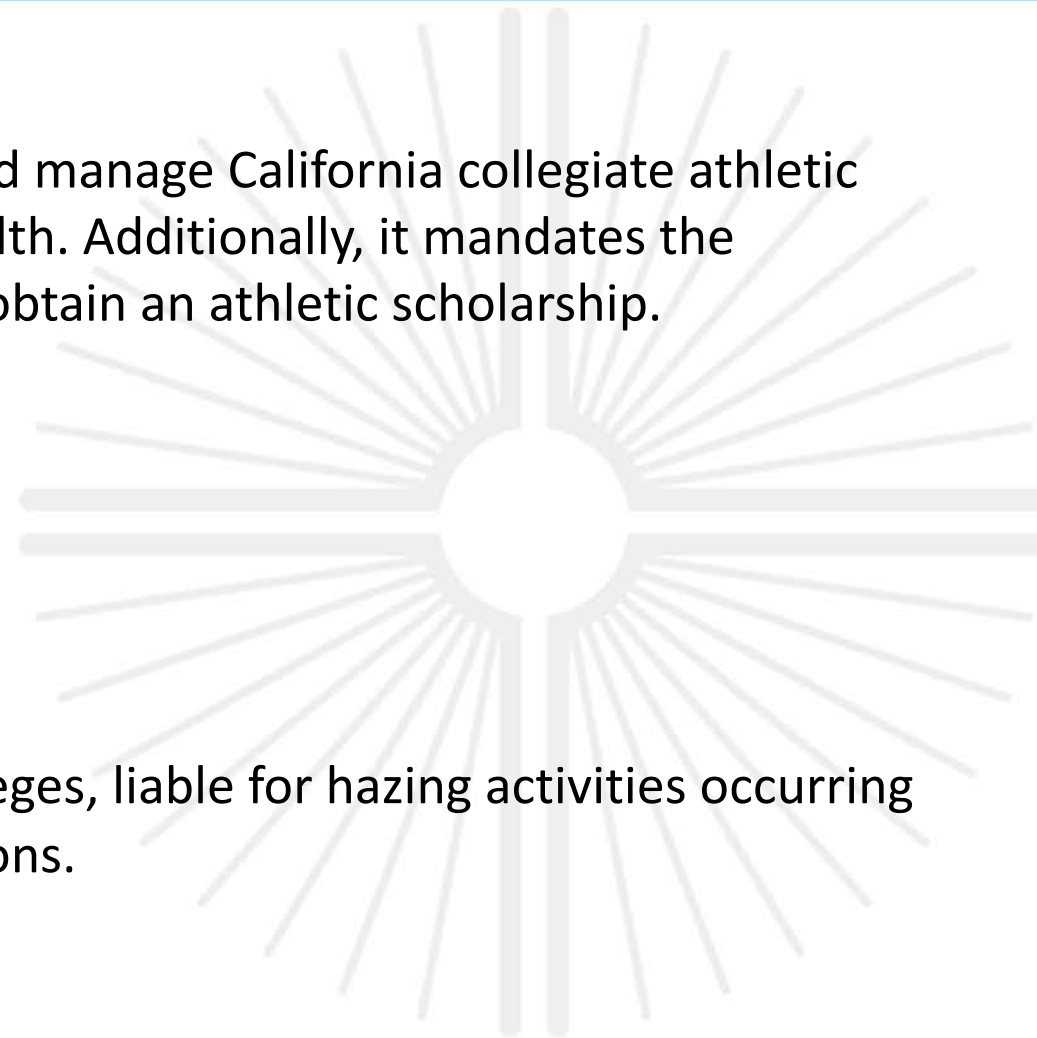 d manage California collegiate athletic
lth. Additionally, it mandates the
obtain an athletic scholarship.
eges, liable for hazing activities occurring
ons.